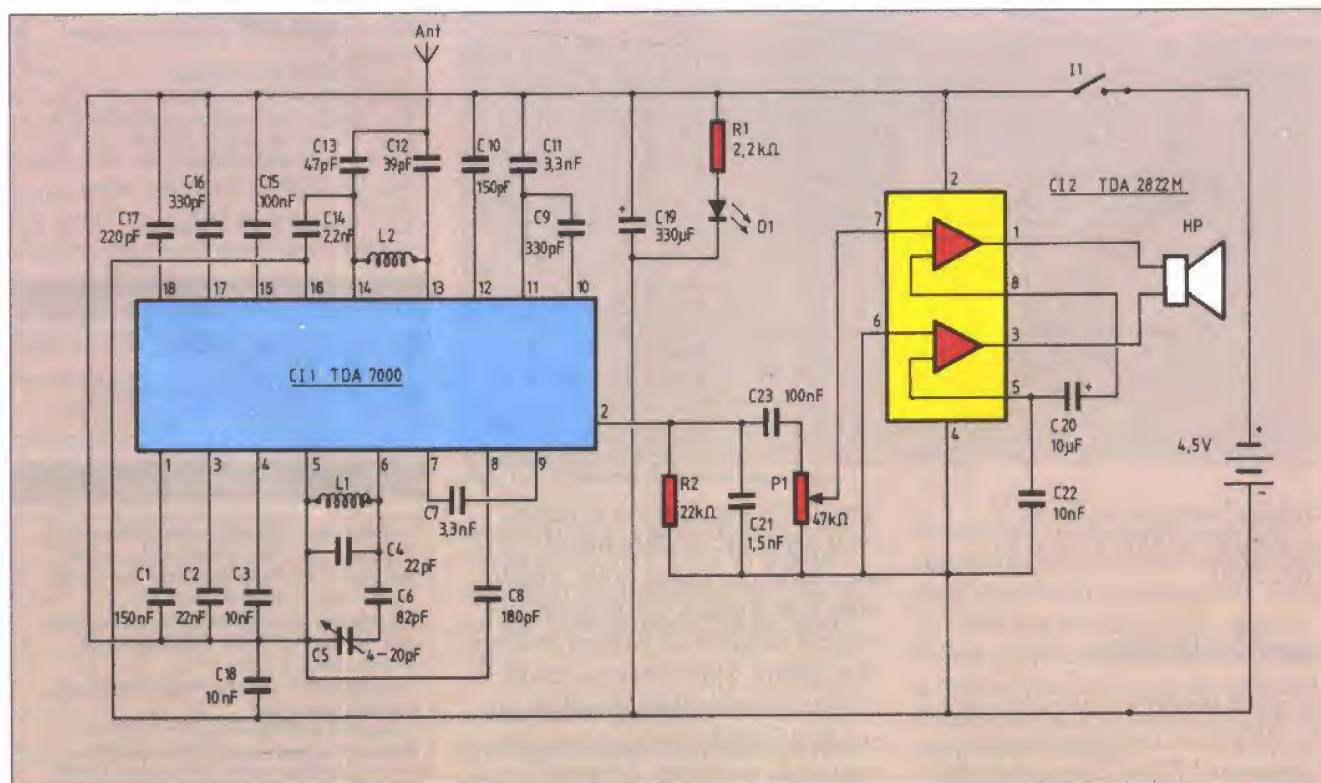 Ant
I1
C13
47pF
C12
39pF
C10
150pF
C11
3,3nF
R1
2,2kΩ
C16
330pF
C15
100nF
C17
220pF
C14
2,2nF
C9
330pF
C19
330µF
D1
L2
+
2
CI2 TDA 2822M
HP
7
1
8
6
3
5
4
18
17
15
16
14
13
12
11
10
CI1 TDA 7000
2
C23
100nF
C20
10µF
+
4,5V
+
-
1
3
4
5
6
7
8
9
L1
C7
3,3nF
R2
22kΩ
C21
1,5nF
P1
47kΩ
C22
10nF
C4
22pF
C1
150nF
C2
22nF
C3
10nF
C6
82pF
C8
180pF
C5
4-20pF
C18
10nF